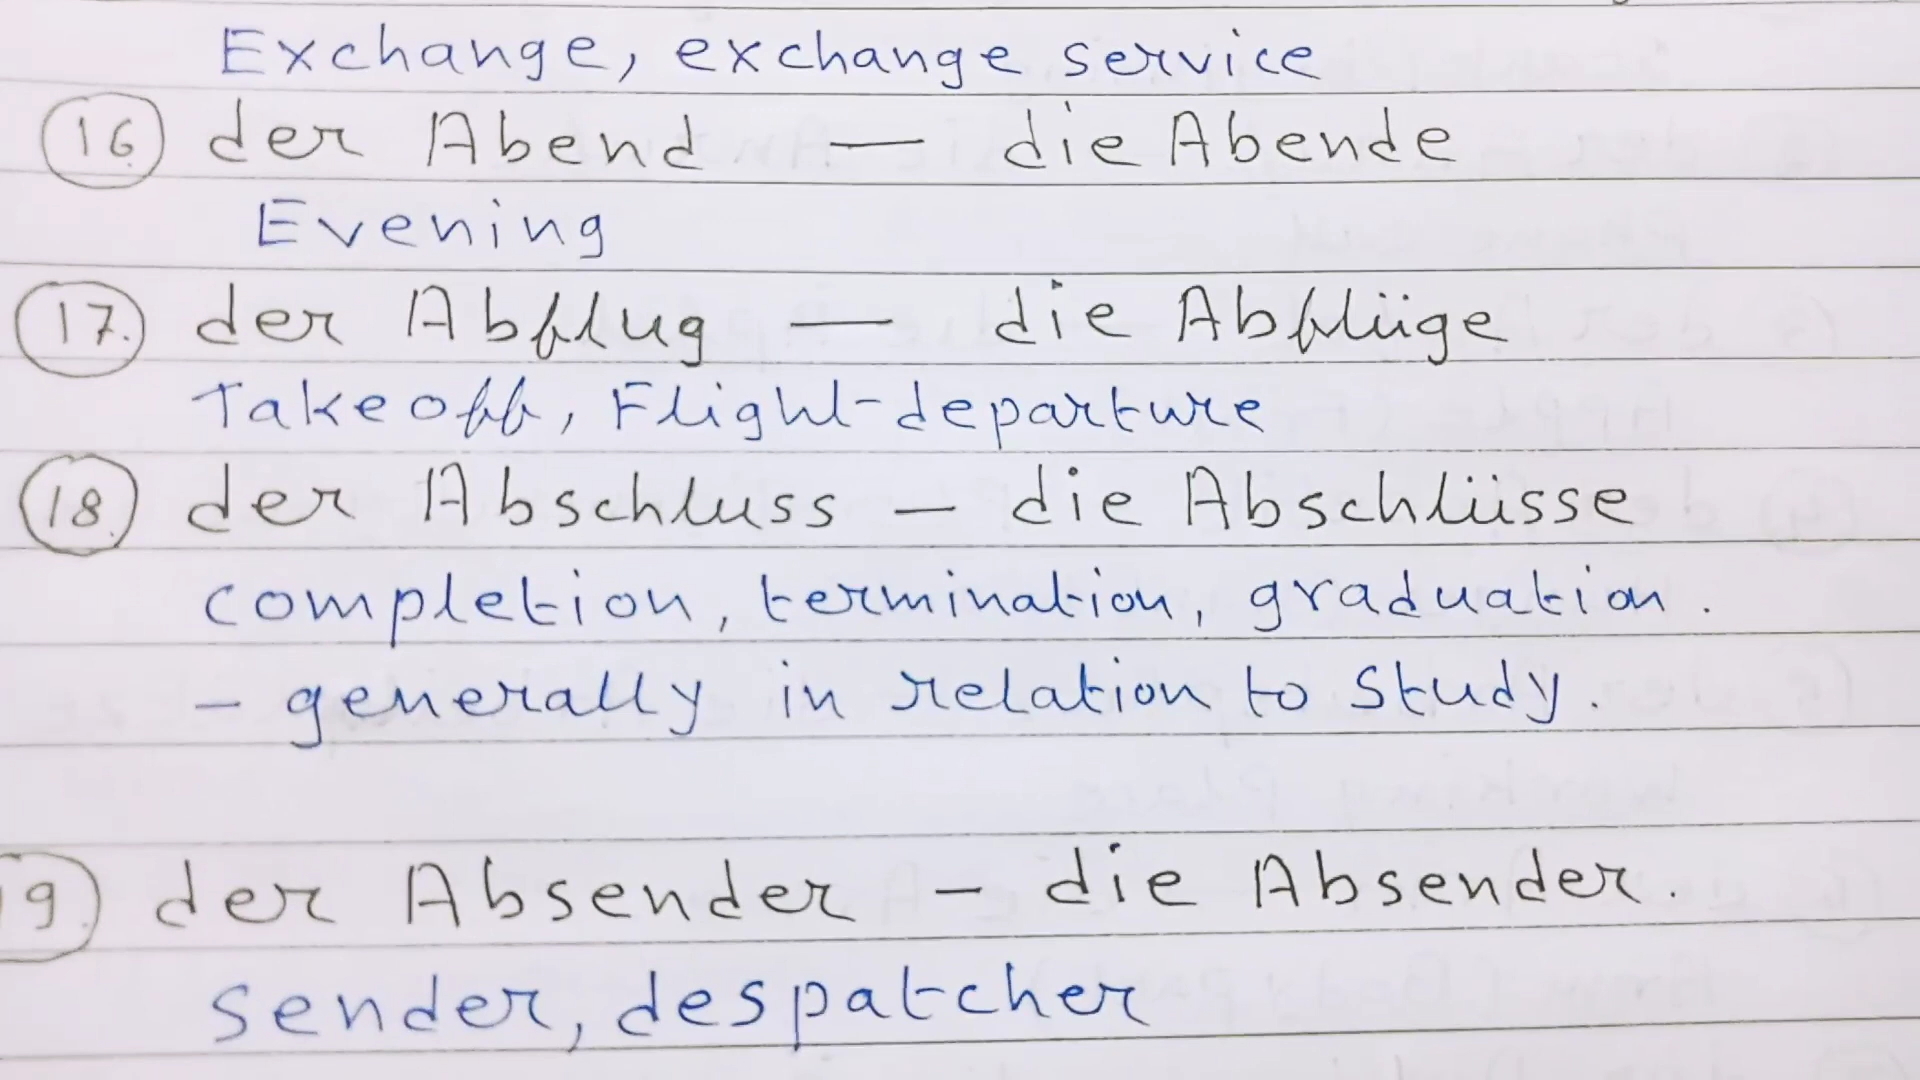 Exchange, exchange service
16. der Abend — die Abende
Evening
17. der Abflug — die Abflüge
Takeoff, Flight-departure
18. der Abschluss – die Abschlüsse
completion, termination, graduation.
- generally in relation to Study.
19. der Absender – die Absender.
Sender, despatcher